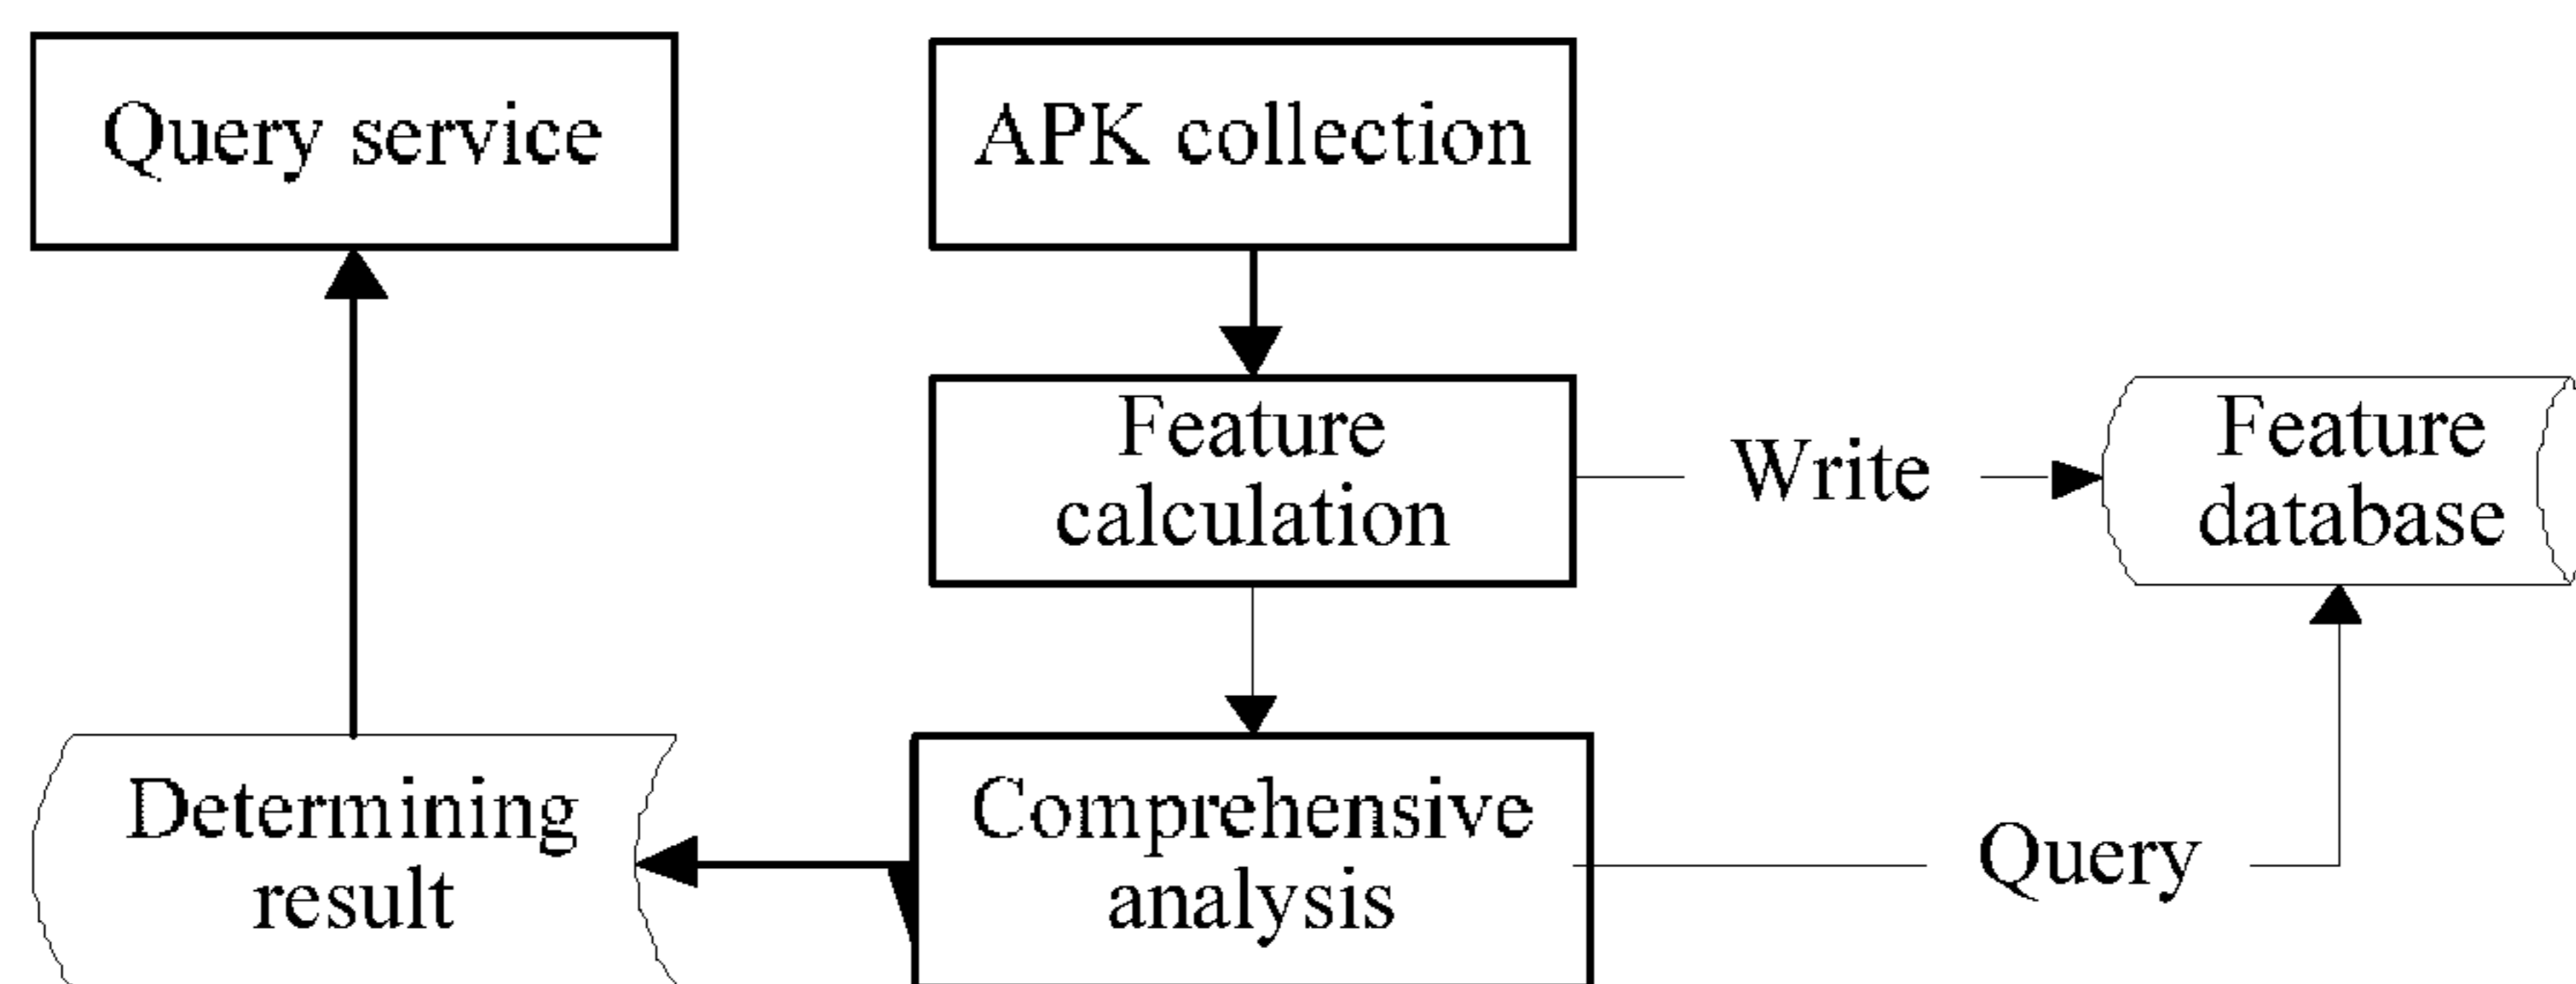 Query service
APK collection
Feature
calculation
Write
Feature
database
Determining
result
Comprehensive
analysis
Query